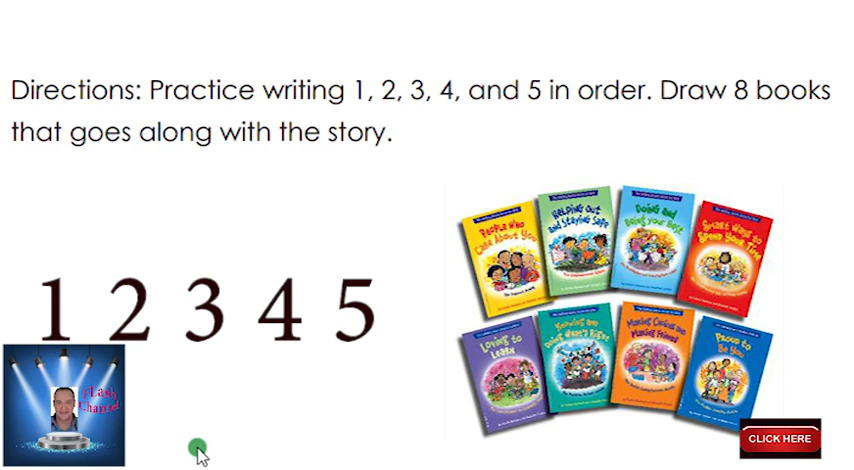 Directions: Practice writing 1, 2, 3, 4, and 5 in order. Draw 8 books
that goes along with the story.
1 2 3 4 5
People Who
Care About You
Helping Out
and Staying Safe
Doing and
Being Your Best
Smart Ways to
Spend Your Time
Loving to
Learn
Knowing and
Doing What's Right
Making Choices and
Making Friends
Proud to
Be You
Channel
CLICK HERE